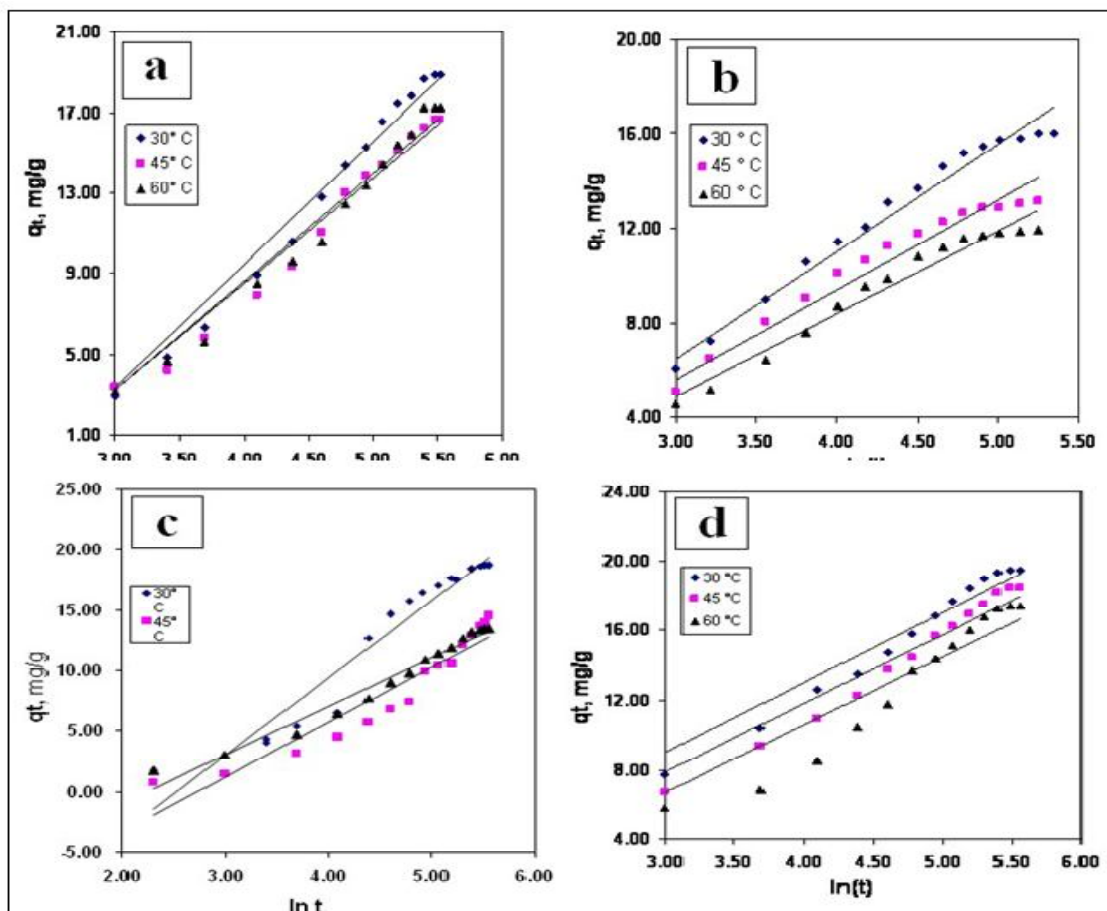 a
21.00
17.00
13.00
9.00
5.00
1.00
qt, mg/g
30° C
45° C
60° C
3.00 3.50 4.00 4.50 5.00 5.50 6.00
b
20.00
16.00
12.00
8.00
4.00
qt, mg/g
30 ° C
45 ° C
60 ° C
3.00 3.50 4.00 4.50 5.00 5.50
c
25.00
20.00
15.00
10.00
5.00
0.00
-5.00
qt, mg/g
30°
C
45°
C
2.00 3.00 4.00 5.00 6.00
ln t
d
24.00
20.00
16.00
12.00
8.00
4.00
qt, mg/g
30 °C
45 °C
60 °C
3.00 3.50 4.00 4.50 5.00 5.50 6.00
ln(t)